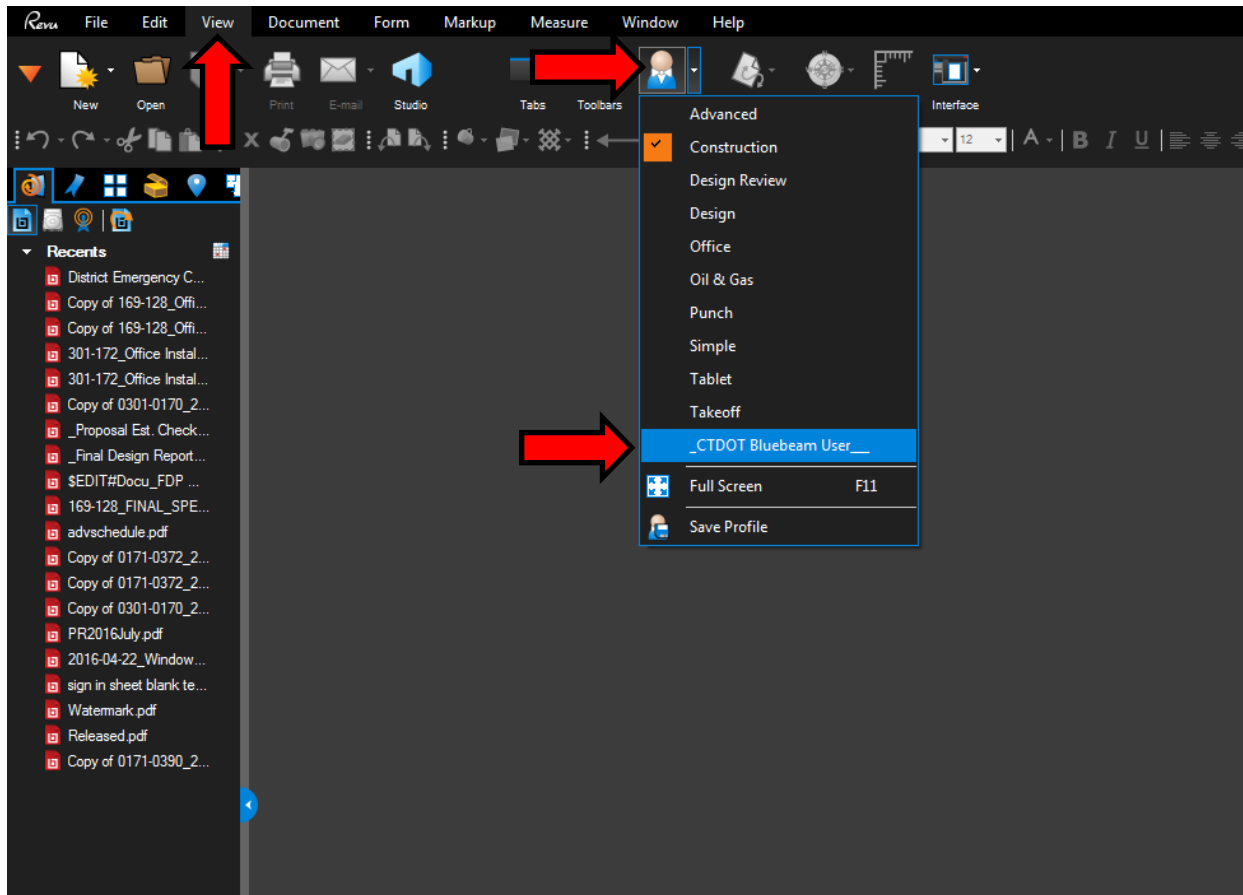 Revu File Edit View Document Form Markup Measure Window Help
New Open Print E-mail Studio Tabs Toolbars Interface
12 A B I U
Advanced
Construction
Design Review
Design
Office
Oil & Gas
Punch
Simple
Tablet
Takeoff
_CTDOT Bluebeam User__
Full Screen F11
Save Profile
Recents
District Emergency C...
Copy of 169-128_Offi...
Copy of 169-128_Offi...
301-172_Office Instal...
301-172_Office Instal...
Copy of 0301-0170_2...
_Proposal Est. Check...
_Final Design Report...
$EDIT#Docu_FDP ...
169-128_FINAL_SPE...
advschedule.pdf
Copy of 0171-0372_2...
Copy of 0171-0372_2...
Copy of 0301-0170_2...
PR2016July.pdf
2016-04-22_Window...
sign in sheet blank te...
Watermark.pdf
Released.pdf
Copy of 0171-0390_2...